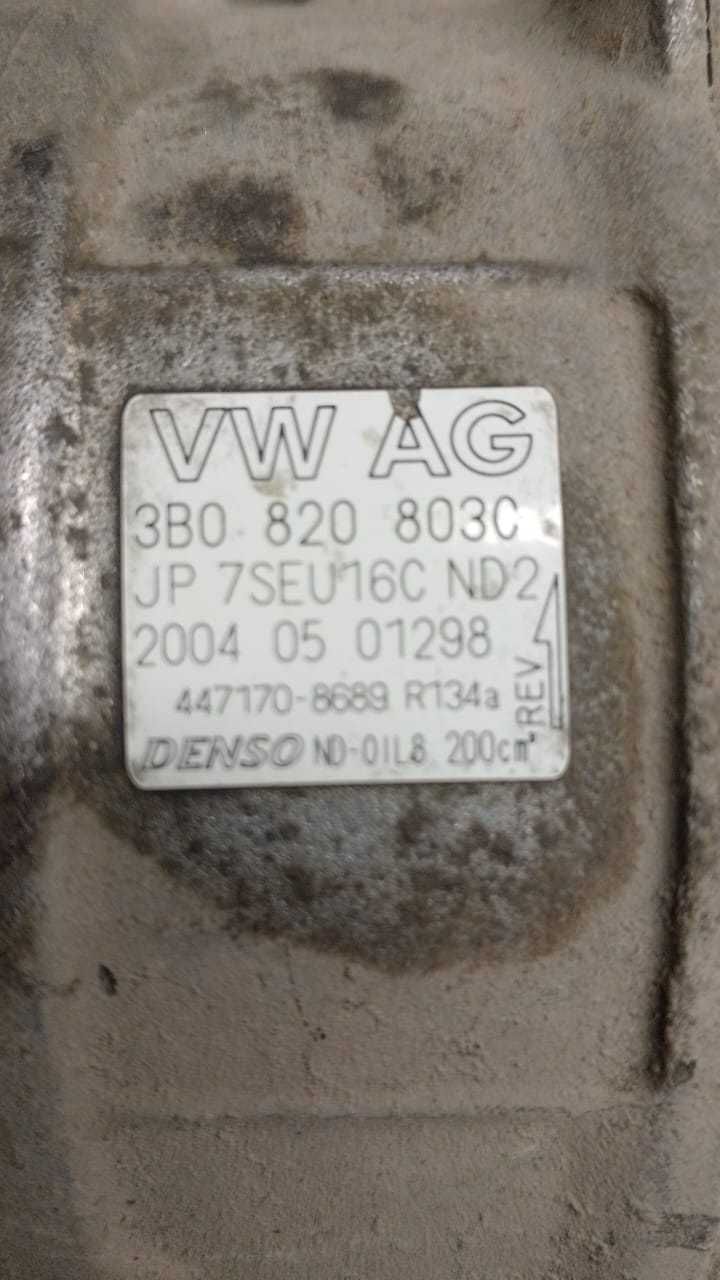 VW AG
3B0 820 803C
JP 7SEU16C ND2
2004 05 01298
447170-8689 R134a
DENSO ND-OIL8 200cm³
REV